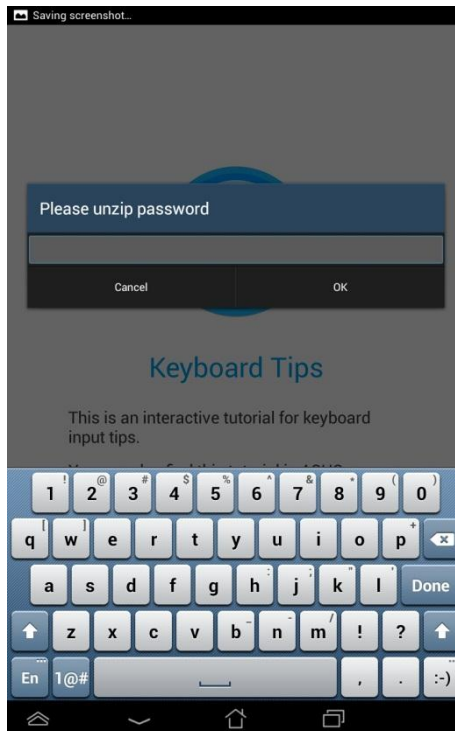 Saving screenshot...
Please unzip password
Cancel OK
Keyboard Tips
This is an interactive tutorial for keyboard
input tips.
1 ! 2 @ 3 # 4 $ 5 % 6 ^ 7 & 8 * 9 ( 0 )
q [ w ] e r t y u i o p +
a s d f g h : j ; k " l ' Done
z x c v b _ n - m / ! ?
En 1@# , . :-)